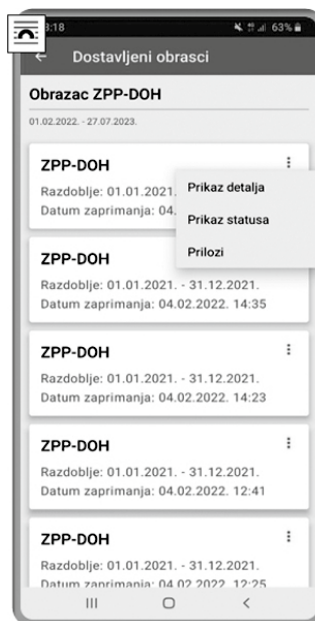 3:18 63%
Dostavljeni obrasci
Obrazac ZPP-DOH
01.02.2022. - 27.07.2023.
ZPP-DOH
Razdoblje: 01.01.2021.
Datum zaprimanja: 04.
Prikaz detalja
Prikaz statusa
Prilozi
ZPP-DOH
Razdoblje: 01.01.2021. - 31.12.2021.
Datum zaprimanja: 04.02.2022. 14:35
ZPP-DOH
Razdoblje: 01.01.2021. - 31.12.2021.
Datum zaprimanja: 04.02.2022. 14:23
ZPP-DOH
Razdoblje: 01.01.2021. - 31.12.2021.
Datum zaprimanja: 04.02.2022. 12:41
ZPP-DOH
Razdoblje: 01.01.2021. - 31.12.2021.
Datum zaprimanja: 04.02.2022. 12:25